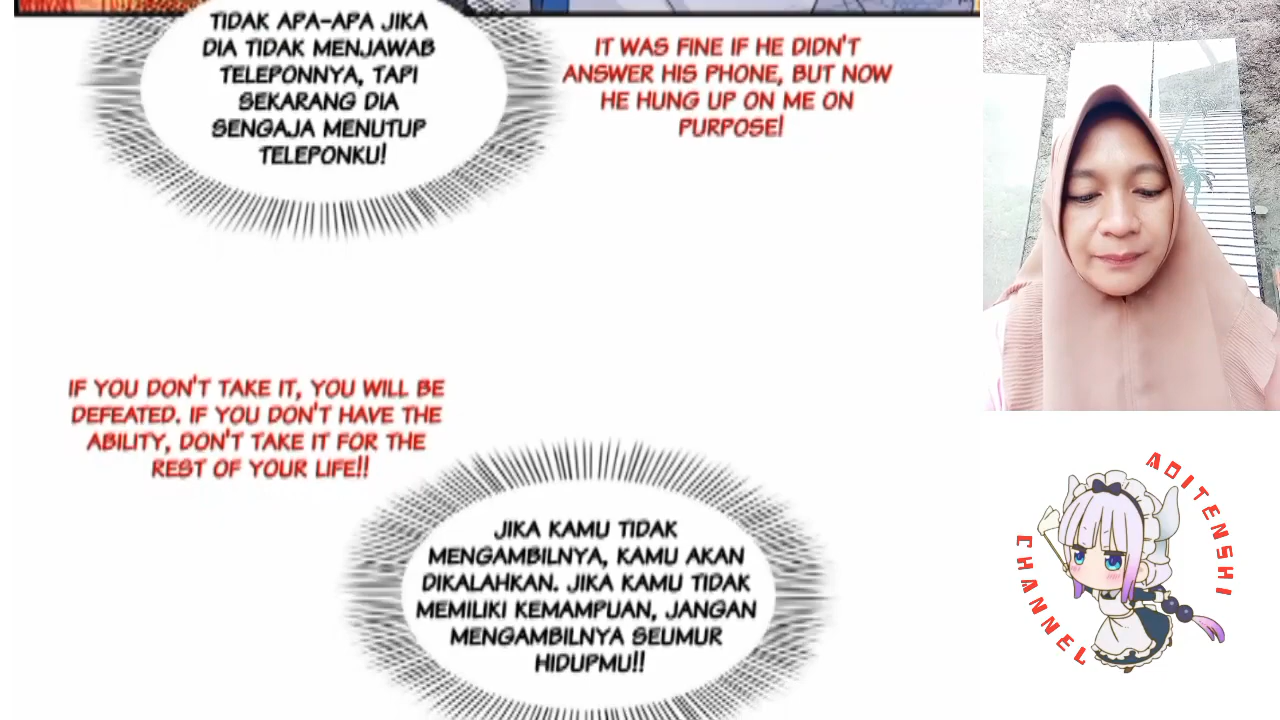 TIDAK APA-APA JIKA
DIA TIDAK MENJAWAB
TELEPONNYA, TAPI
SEKARANG DIA
SENGAJA MENUTUP
TELEPONKU!
IT WAS FINE IF HE DIDN'T
ANSWER HIS PHONE, BUT NOW
HE HUNG UP ON ME ON
PURPOSE!
IF YOU DON'T TAKE IT, YOU WILL BE
DEFEATED. IF YOU DON'T HAVE THE
ABILITY, DON'T TAKE IT FOR THE
REST OF YOUR LIFE!!
JIKA KAMU TIDAK
MENGAMBILNYA, KAMU AKAN
DIKALAHKAN. JIKA KAMU TIDAK
MEMILIKI KEMAMPUAN, JANGAN
MENGAMBILNYA SEUMUR
HIDUPMU!!
ADITENSHI
CHANNEL